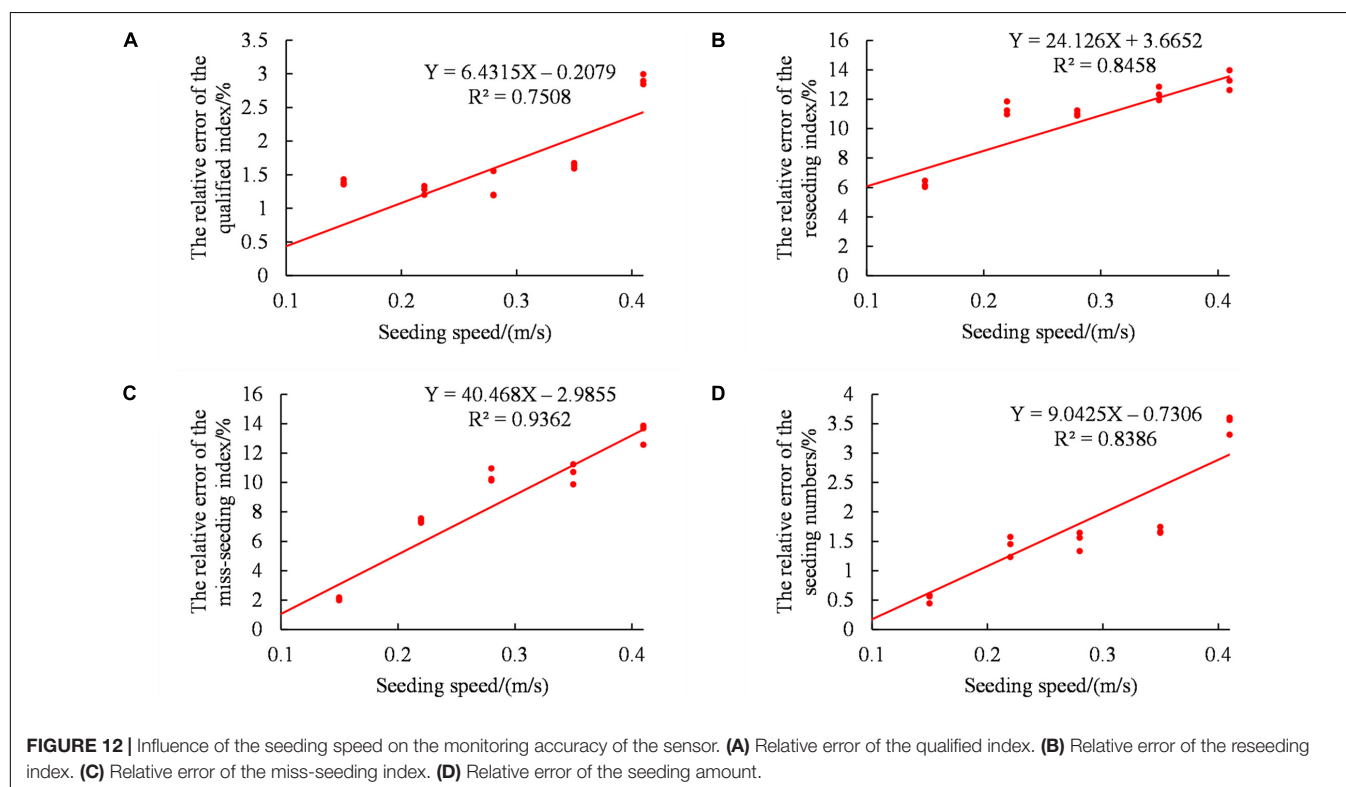 A
The relative error of the
qualified index/%
3.5
3
2.5
2
1.5
1
0.5
0
Y = 6.4315X – 0.2079
R² = 0.7508
0.1
0.2
0.3
0.4
Seeding speed/(m/s)
B
The relative error of the
reseeding index/%
16
14
12
10
8
6
4
2
0
Y = 24.126X + 3.6652
R² = 0.8458
0.1
0.2
0.3
0.4
Seeding speed/(m/s)
C
The relative error of the
miss-seeding index/%
16
14
12
10
8
6
4
2
0
Y = 40.468X – 2.9855
R² = 0.9362
0.1
0.2
0.3
0.4
Seeding speed/(m/s)
D
The relative error of the
seeding numbers/%
4
3.5
3
2.5
2
1.5
1
0.5
0
Y = 9.0425X – 0.7306
R² = 0.8386
0.1
0.2
0.3
0.4
Seeding speed/(m/s)
FIGURE 12 | Influence of the seeding speed on the monitoring accuracy of the sensor. (A) Relative error of the qualified index. (B) Relative error of the reseeding
index. (C) Relative error of the miss-seeding index. (D) Relative error of the seeding amount.